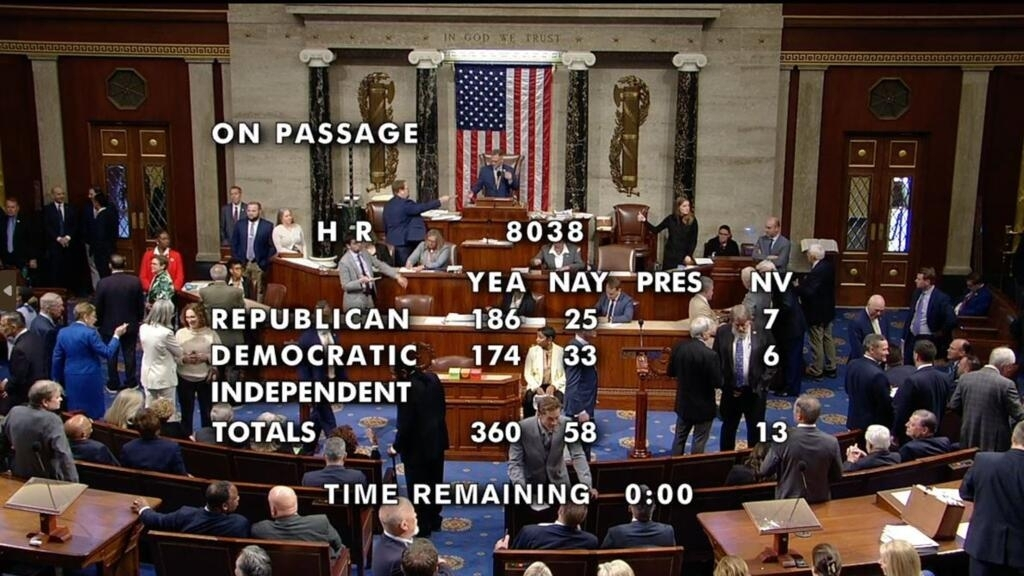 IN GOD WE TRUST
ON PASSAGE
H R 8038
YEA NAY PRES NV
REPUBLICAN 186 25 7
DEMOCRATIC 174 33 6
INDEPENDENT
TOTALS 360 58 13
TIME REMAINING 0:00